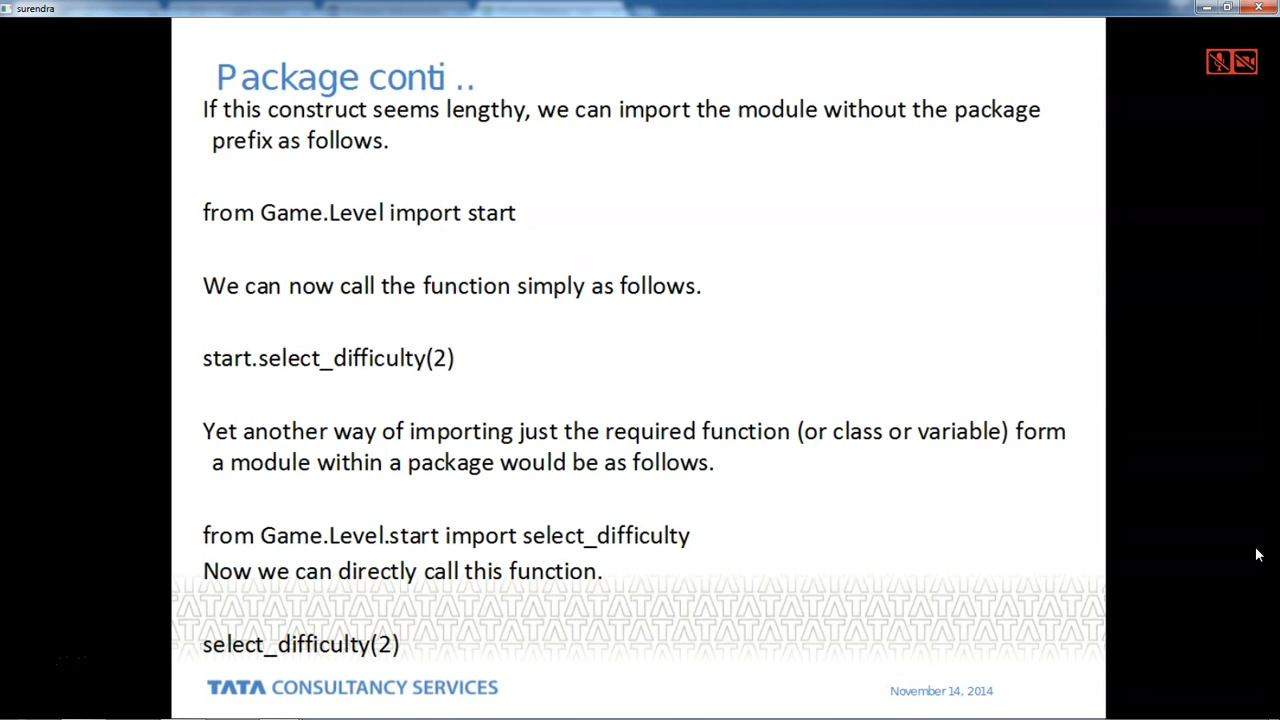 surendra
Package conti ..
If this construct seems lengthy, we can import the module without the package
prefix as follows.
from Game.Level import start
We can now call the function simply as follows.
start.select_difficulty(2)
Yet another way of importing just the required function (or class or variable) form
a module within a package would be as follows.
from Game.Level.start import select_difficulty
Now we can directly call this function.
select_difficulty(2)
TATA CONSULTANCY SERVICES
November 14, 2014